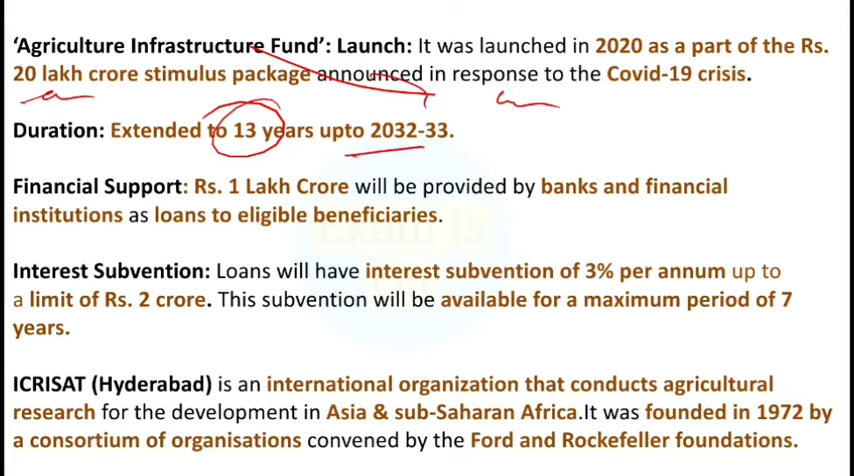 ‘Agriculture Infrastructure Fund’: Launch: It was launched in 2020 as a part of the Rs.
20 lakh crore stimulus package announced in response to the Covid-19 crisis.
Duration: Extended to 13 years upto 2032-33.
Financial Support: Rs. 1 Lakh Crore will be provided by banks and financial
institutions as loans to eligible beneficiaries.
Exam Is
Interest Subvention: Loans will have interest subvention of 3% per annum up to
a limit of Rs. 2 crore. This subvention will be available for a maximum period of 7
years.
ICRISAT (Hyderabad) is an international organization that conducts agricultural
research for the development in Asia & sub-Saharan Africa.It was founded in 1972 by
a consortium of organisations convened by the Ford and Rockefeller foundations.